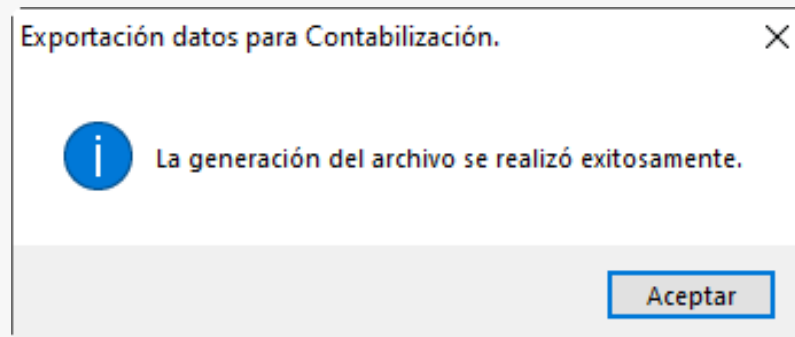 Exportación datos para Contabilización.
La generación del archivo se realizó exitosamente.
Aceptar